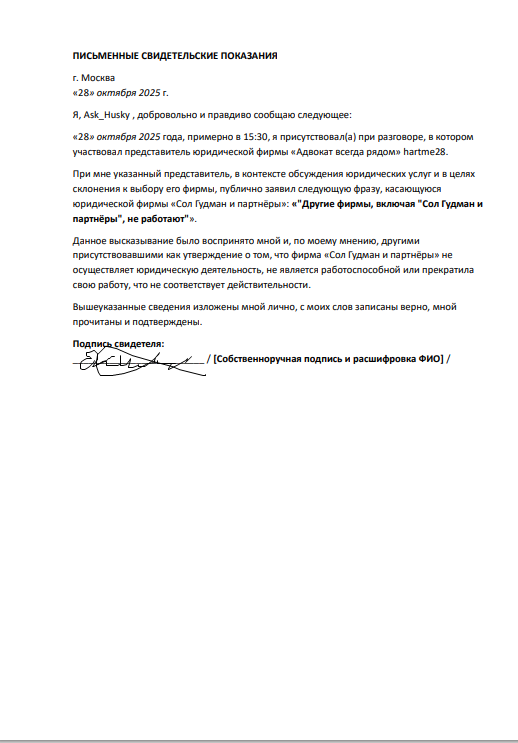 ПИСЬМЕННЫЕ СВИДЕТЕЛЬСКИЕ ПОКАЗАНИЯ
г. Москва
«28» октября 2025 г.
Я, Ask_Husky , добровольно и правдиво сообщаю следующее:
«28» октября 2025 года, примерно в 15:30, я присутствовал(а) при разговоре, в котором
участвовал представитель юридической фирмы «Адвокат всегда рядом» hartme28.
При мне указанный представитель, в контексте обсуждения юридических услуг и в целях
склонения к выбору его фирмы, публично заявил следующую фразу, касающуюся
юридической фирмы «Сол Гудман и партнёры»: «"Другие фирмы, включая "Сол Гудман и
партнёры", не работают"».
Данное высказывание было воспринято мной и, по моему мнению, другими
присутствовавшими как утверждение о том, что фирма «Сол Гудман и партнёры» не
осуществляет юридическую деятельность, не является работоспособной или прекратила
свою работу, что не соответствует действительности.
Вышеуказанные сведения изложены мной лично, с моих слов записаны верно, мной
прочитаны и подтверждены.
Подпись свидетеля:
/ [Собственноручная подпись и расшифровка ФИО] /